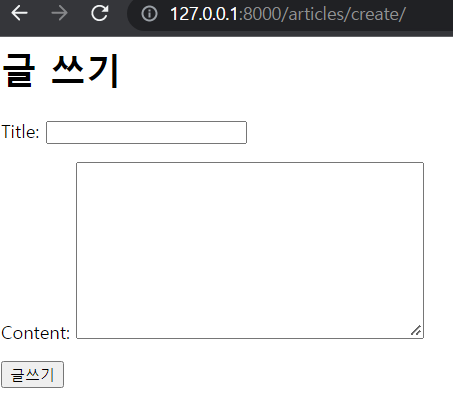 127.0.0.1:8000/articles/create/
글 쓰기
Title:
Content:
글쓰기